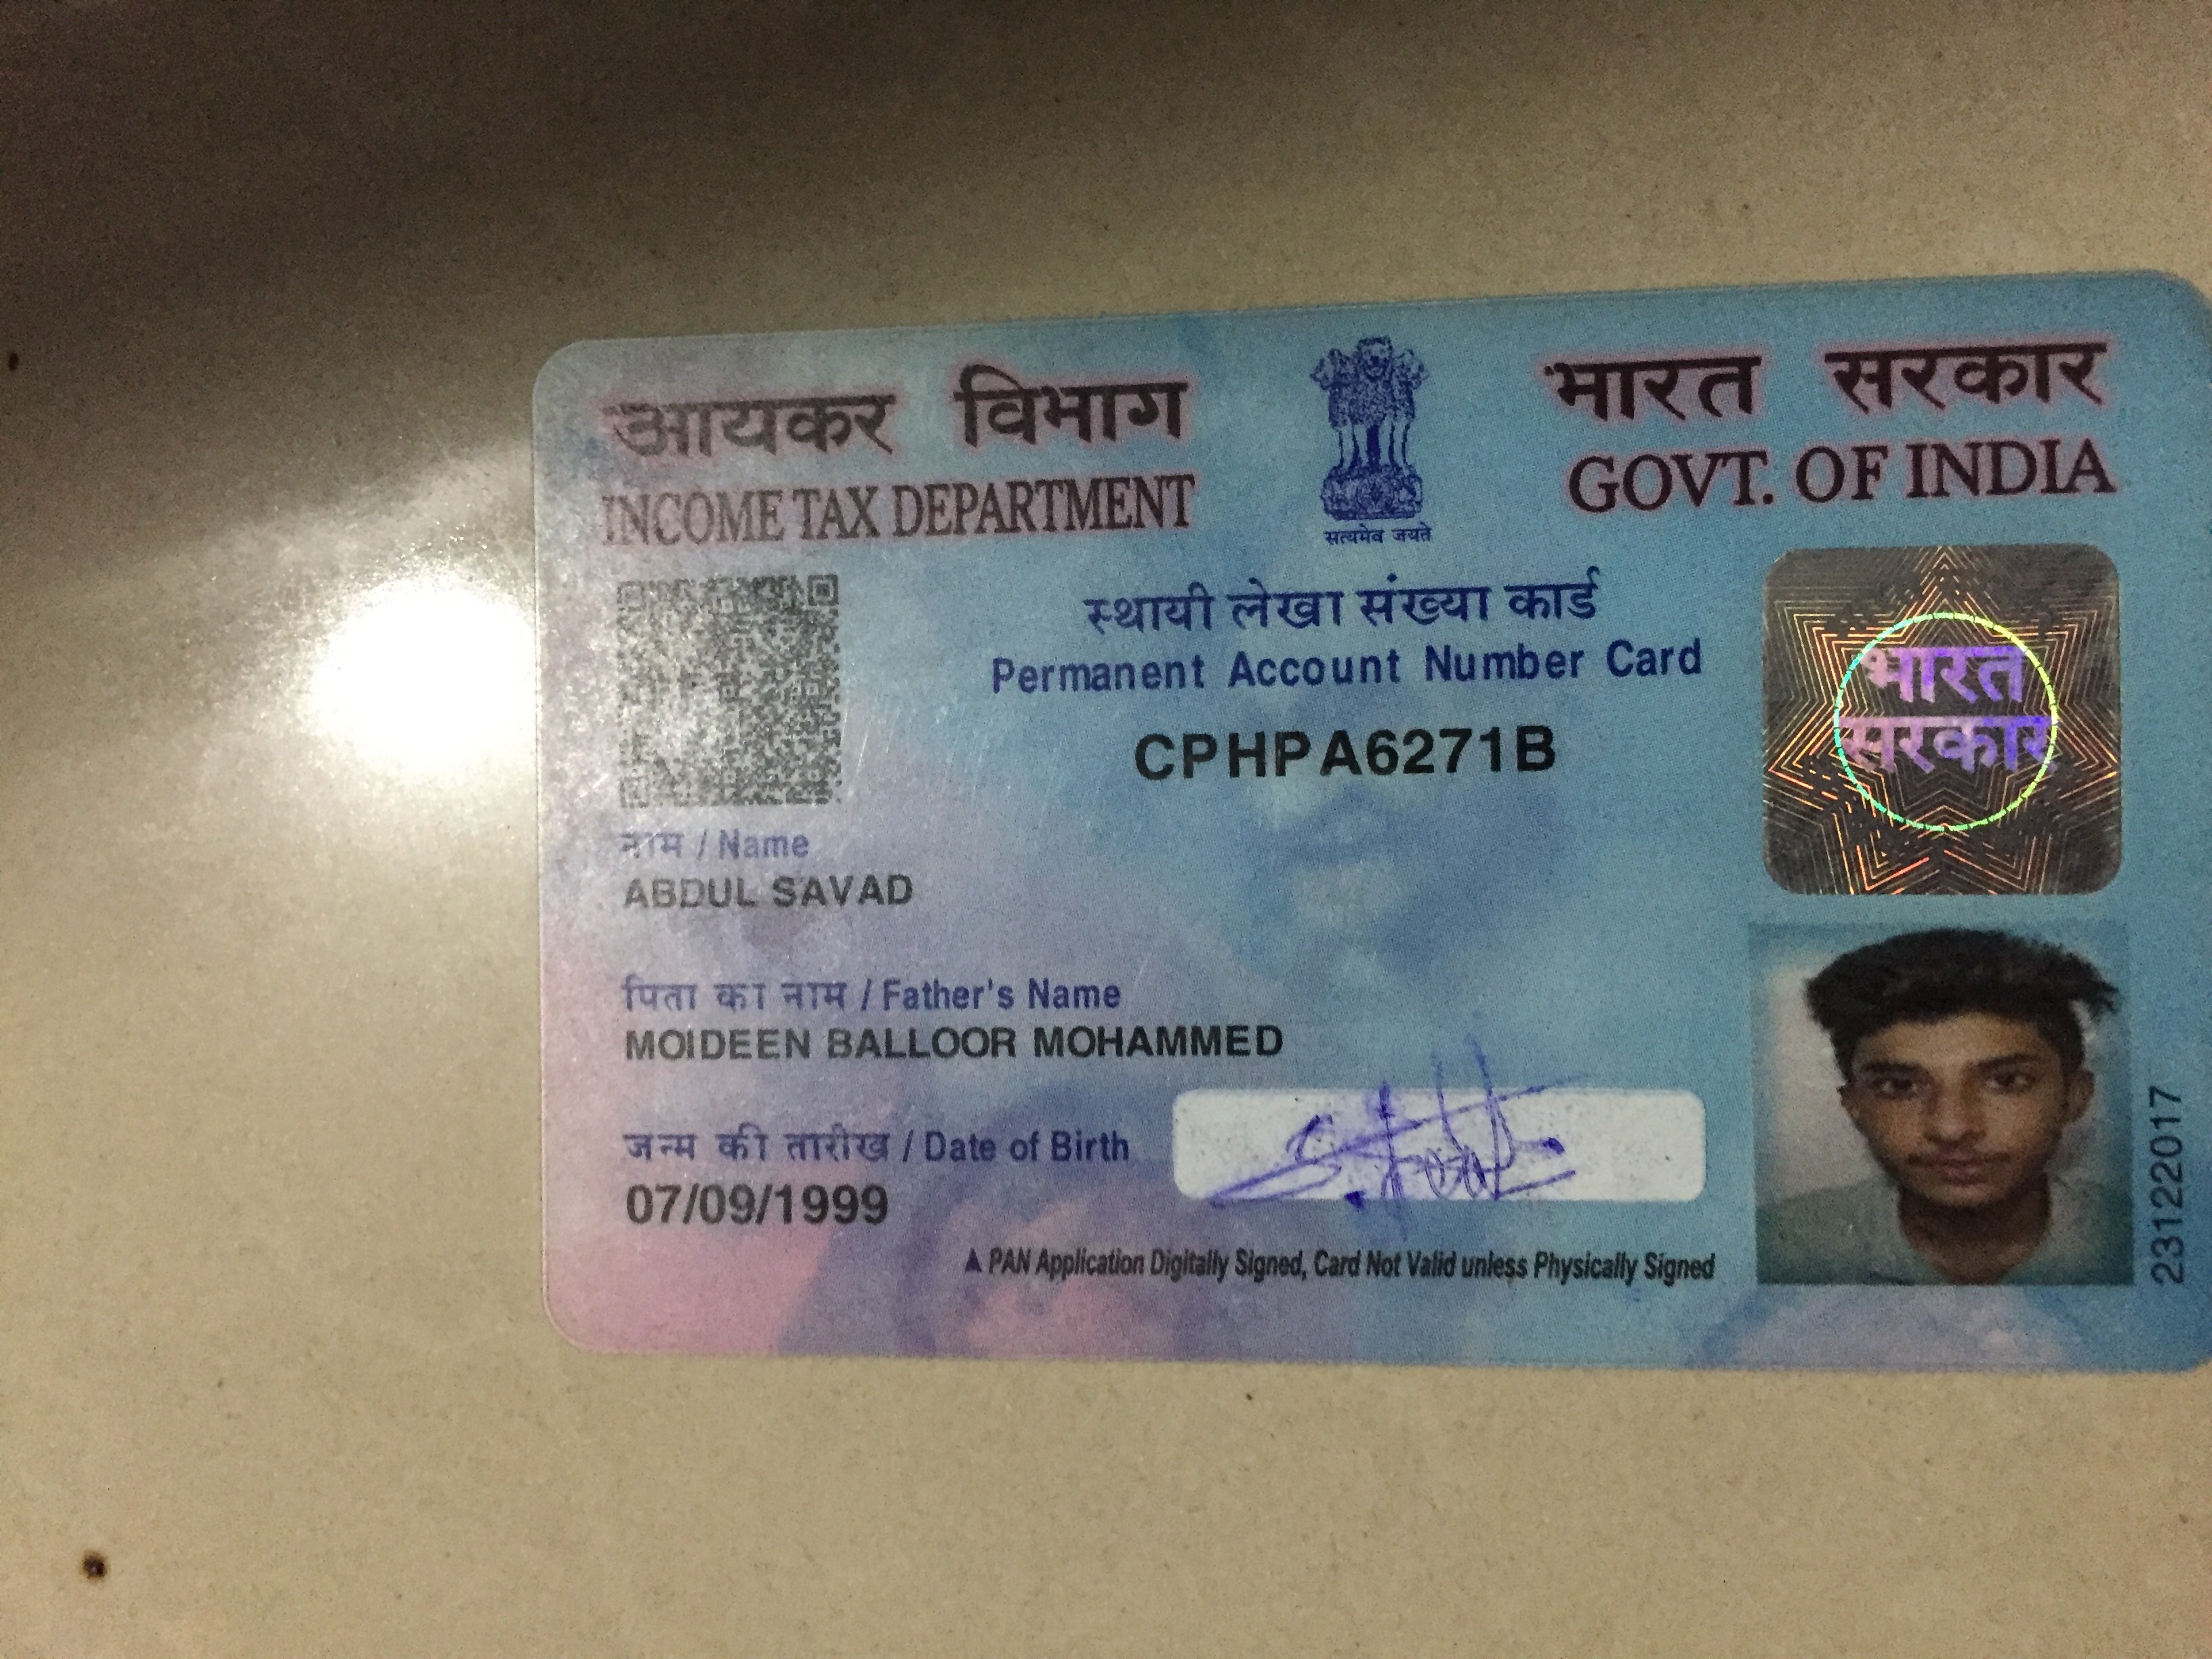 आयकर विभाग
INCOME TAX DEPARTMENT
सत्यमेव जयते
भारत सरकार
GOVT. OF INDIA
स्थायी लेखा संख्या कार्ड
Permanent Account Number Card
CPHPA6271B
भारत
सरकार
नाम / Name
ABDUL SAVAD
पिता का नाम / Father's Name
MOIDEEN BALLOOR MOHAMMED
जन्म की तारीख / Date of Birth
07/09/1999
A PAN Application Digitally Signed, Card Not Valid unless Physically Signed
23122017